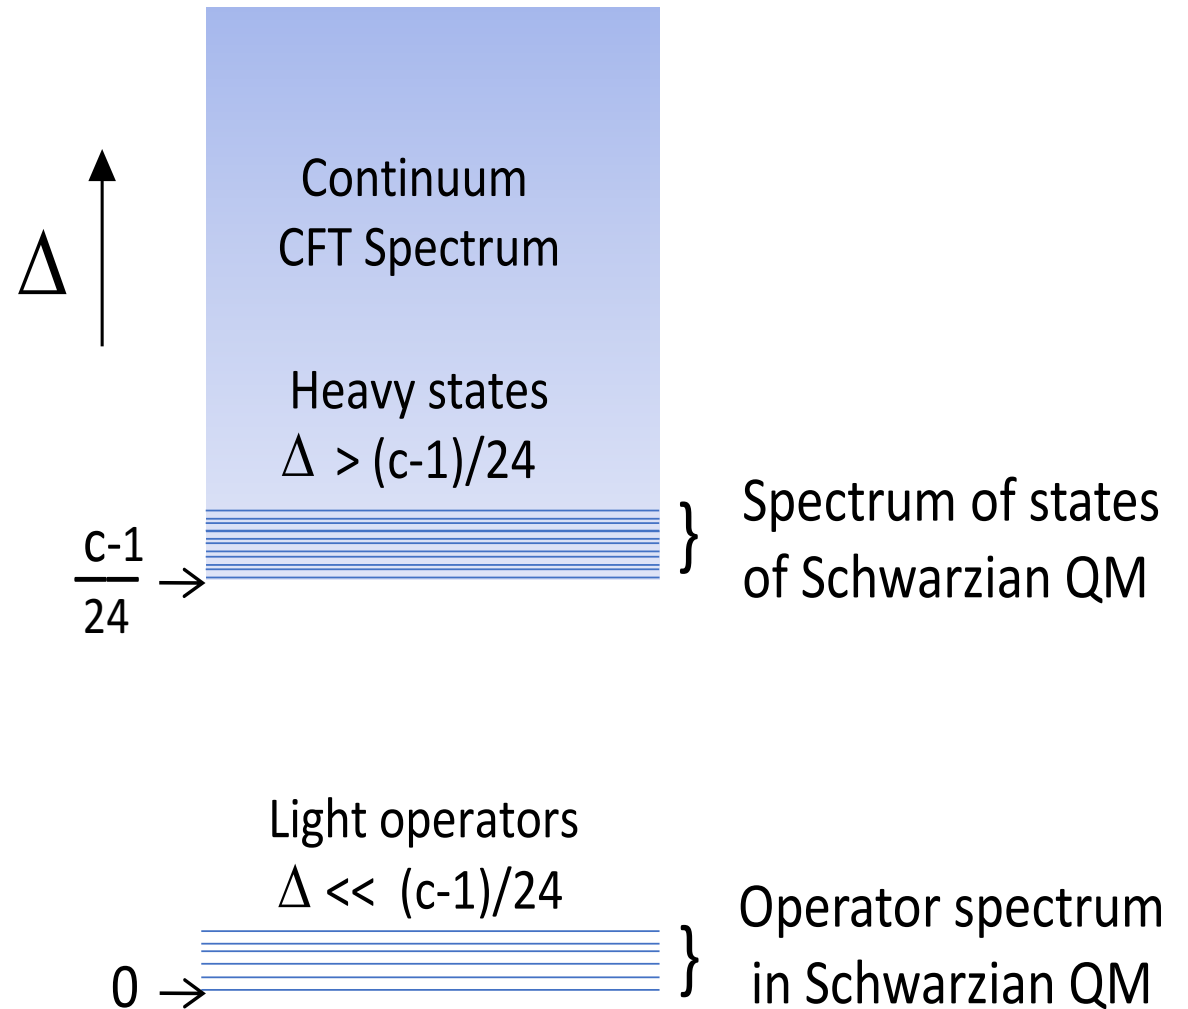 Continuum
CFT Spectrum
Δ
Heavy states
Δ > (c-1)/24
c-1
24
}
Spectrum of states
of Schwarzian QM
Light operators
Δ << (c-1)/24
0
}
Operator spectrum
in Schwarzian QM